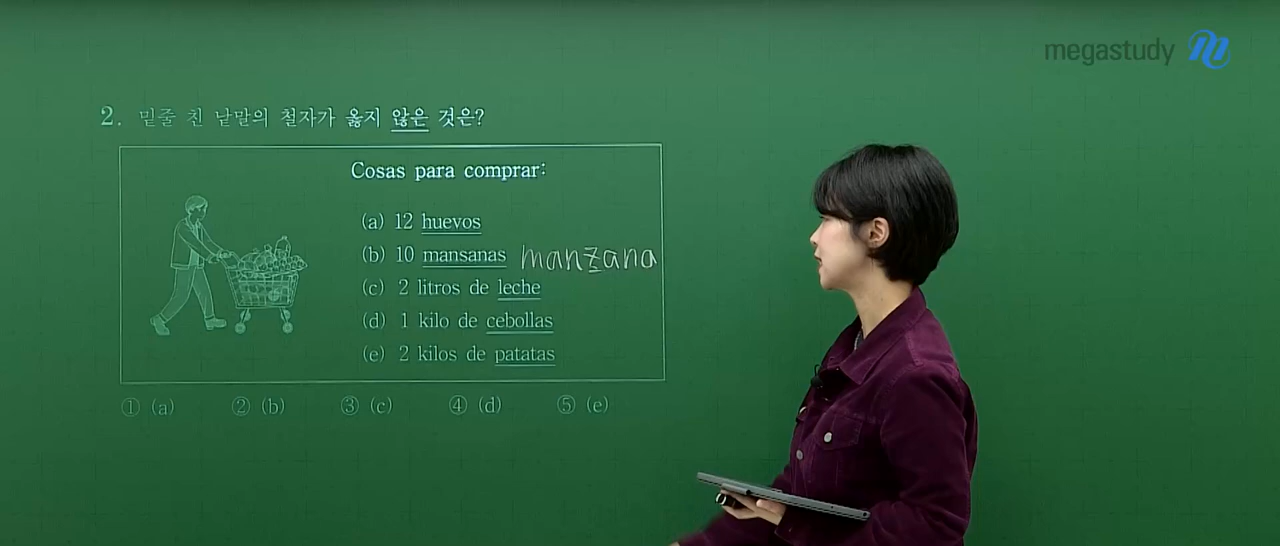 megastudy
2. 밑줄 친 낱말의 철자가 옳지 않은 것은?
Cosas para comprar:
(a) 12 huevos
(b) 10 mansanas manzana
(c) 2 litros de leche
(d) 1 kilo de cebollas
(e) 2 kilos de patatas
① (a) ② (b) ③ (c) ④ (d) ⑤ (e)